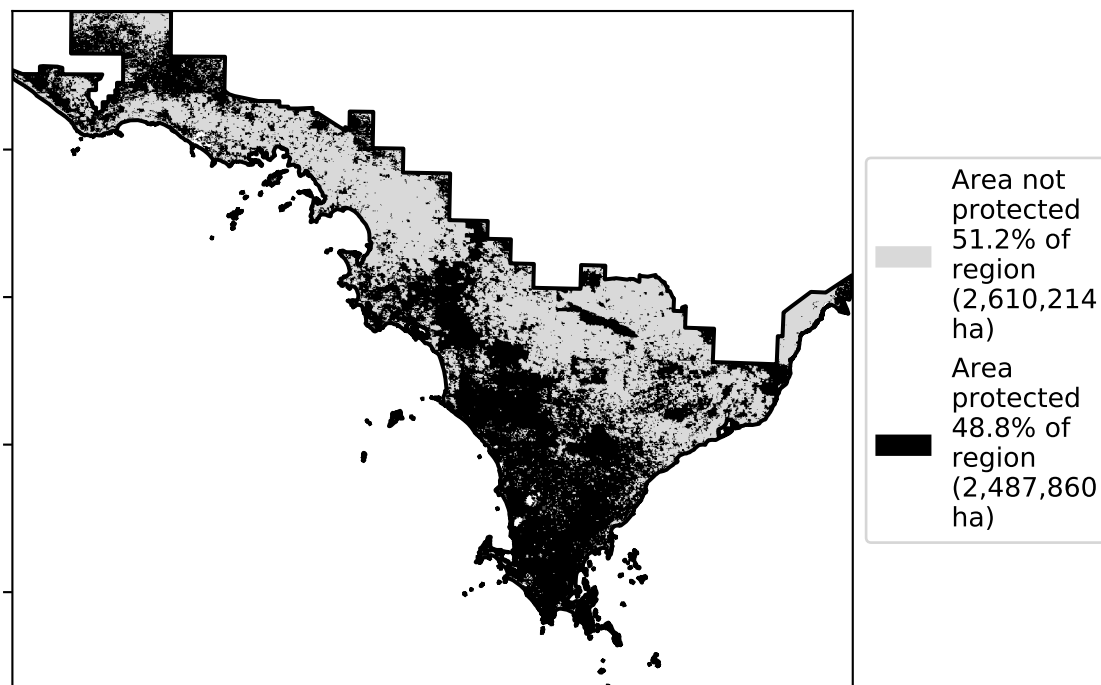 Area not
protected
51.2% of
region
(2,610,214
ha)
Area
protected
48.8% of
region
(2,487,860
ha)